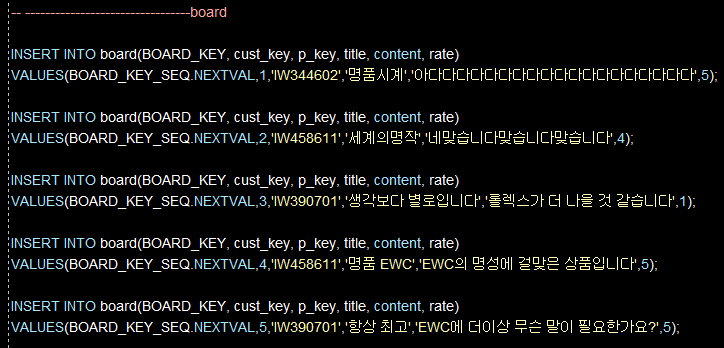 -- ---------------------------------board
INSERT INTO board(BOARD_KEY, cust_key, p_key, title, content, rate)
VALUES(BOARD_KEY_SEQ.NEXTVAL,1,'IW344602','명품시계','아다다다다다다다다다다다다다다다다다다다',5);
INSERT INTO board(BOARD_KEY, cust_key, p_key, title, content, rate)
VALUES(BOARD_KEY_SEQ.NEXTVAL,2,'IW458611','세계의명작','네맞습니다맞습니다맞습니다',4);
INSERT INTO board(BOARD_KEY, cust_key, p_key, title, content, rate)
VALUES(BOARD_KEY_SEQ.NEXTVAL,3,'IW390701','생각보다 별로입니다','롤렉스가 더 나을 것 같습니다',1);
INSERT INTO board(BOARD_KEY, cust_key, p_key, title, content, rate)
VALUES(BOARD_KEY_SEQ.NEXTVAL,4,'IW458611','명품 EWC','EWC의 명성에 걸맞은 상품입니다',5);
INSERT INTO board(BOARD_KEY, cust_key, p_key, title, content, rate)
VALUES(BOARD_KEY_SEQ.NEXTVAL,5,'IW390701','항상 최고','EWC에 더이상 무슨 말이 필요한가요?',5);